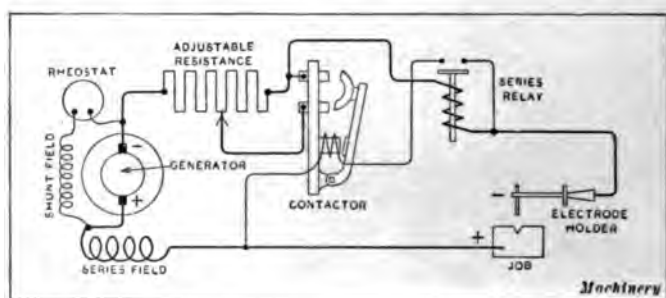 ADJUSTABLE
RESISTANCE
RHEOSTAT
SERIES
RELAY
GENERATOR
SHUNT FIELD
-
+
CONTACTOR
-
ELECTRODE
HOLDER
+
SERIES FIELD
JOB
Machinery